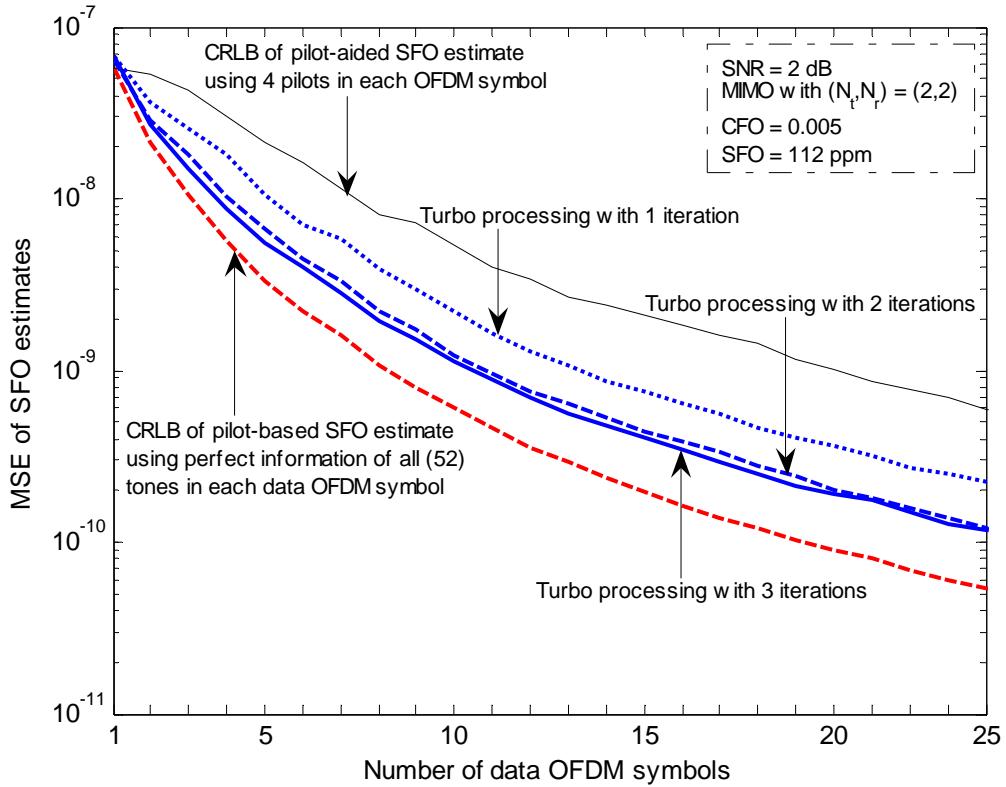 10^-7
10^-8
10^-9
10^-10
10^-11
MSE of SFO estimates
CRLB of pilot-aided SFO estimate
using 4 pilots in each OFDM symbol
SNR = 2 dB
MIMO with (N_t,N_r) = (2,2)
CFO = 0.005
SFO = 112 ppm
Turbo processing with 1 iteration
Turbo processing with 2 iterations
CRLB of pilot-based SFO estimate
using perfect information of all (52)
tones in each data OFDM symbol
Turbo processing with 3 iterations
1 5 10 15 20 25
Number of data OFDM symbols